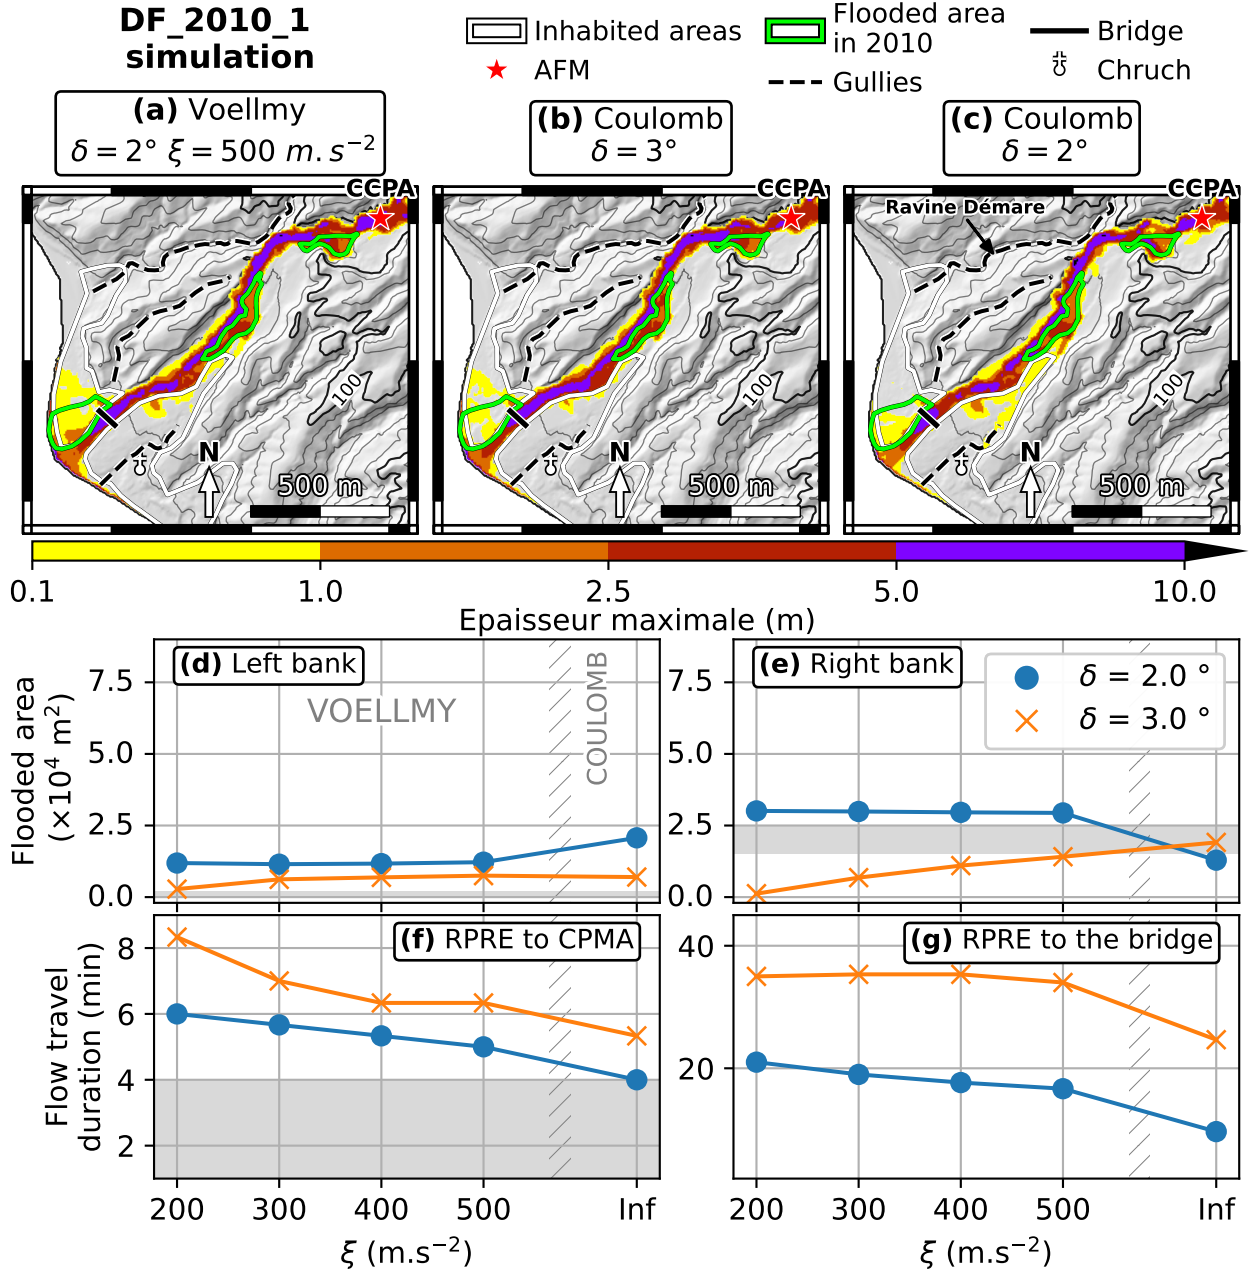 DF_2010_1
simulation
Inhabited areas
AFM
Flooded area
in 2010
Gullies
Bridge
Chruch
(a) Voellmy
δ = 2° ξ = 500 m.s⁻²
(b) Coulomb
δ = 3°
(c) Coulomb
δ = 2°
CCPA
100
N
500 m
CCPA
100
N
500 m
CCPA
Ravine Démare
100
N
500 m
0.1 1.0 2.5 5.0 10.0
Epaisseur maximale (m)
(d) Left bank
VOELLMY
COULOMB
Flooded area
(×10⁴ m²)
7.5
5.0
2.5
0.0
(e) Right bank
δ = 2.0 °
δ = 3.0 °
7.5
5.0
2.5
0.0
(f) RPRE to CPMA
Flow travel
duration (min)
8
6
4
2
200 300 400 500 Inf
ξ (m.s⁻²)
(g) RPRE to the bridge
40
20
200 300 400 500 Inf
ξ (m.s⁻²)